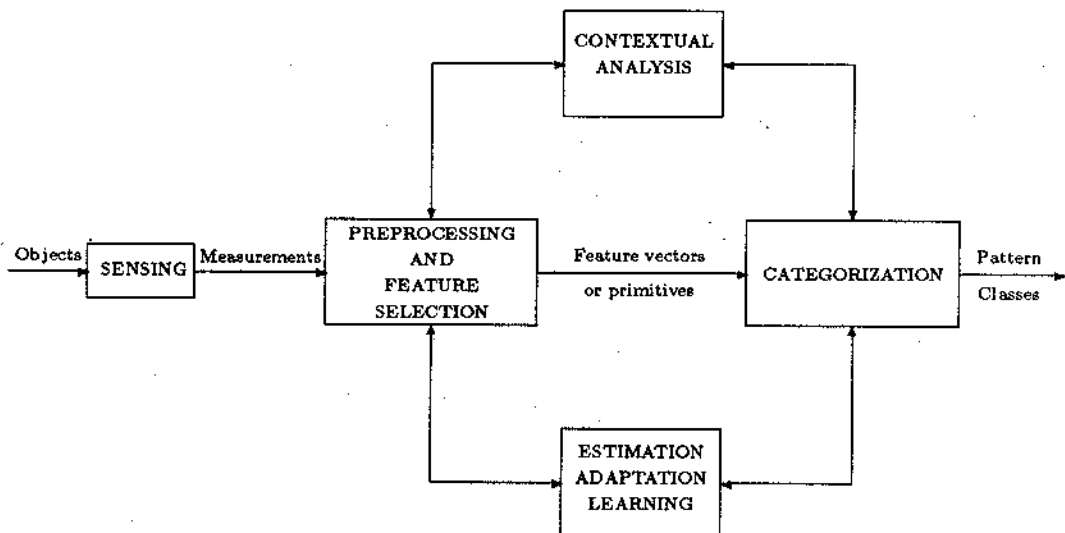 CONTEXTUAL
ANALYSIS
Objects
SENSING
Measurements
PREPROCESSING
AND
FEATURE
SELECTION
Feature vectors
or primitives
CATEGORIZATION
Pattern
Classes
ESTIMATION
ADAPTATION
LEARNING